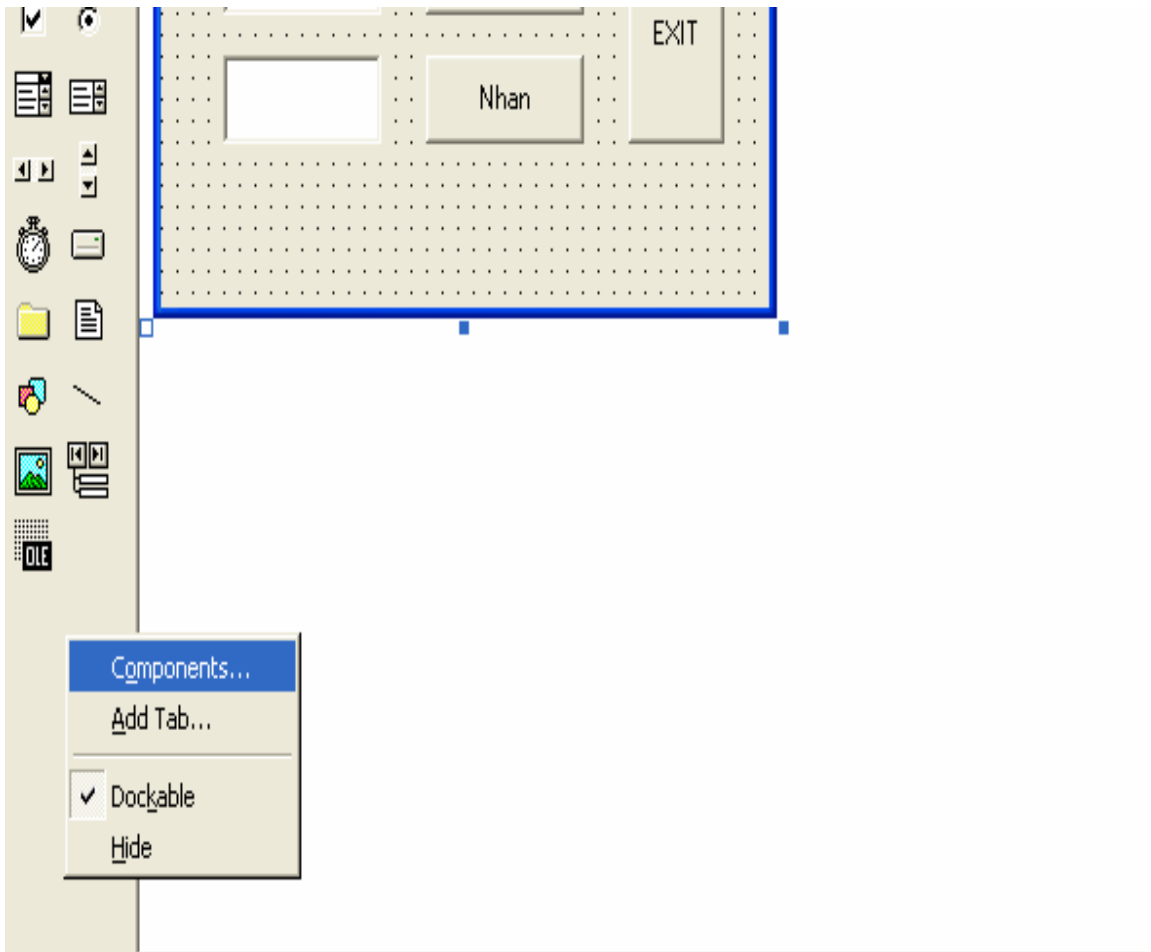 EXIT
Nhan
OLE
Components...
Add Tab...
Dockable
Hide